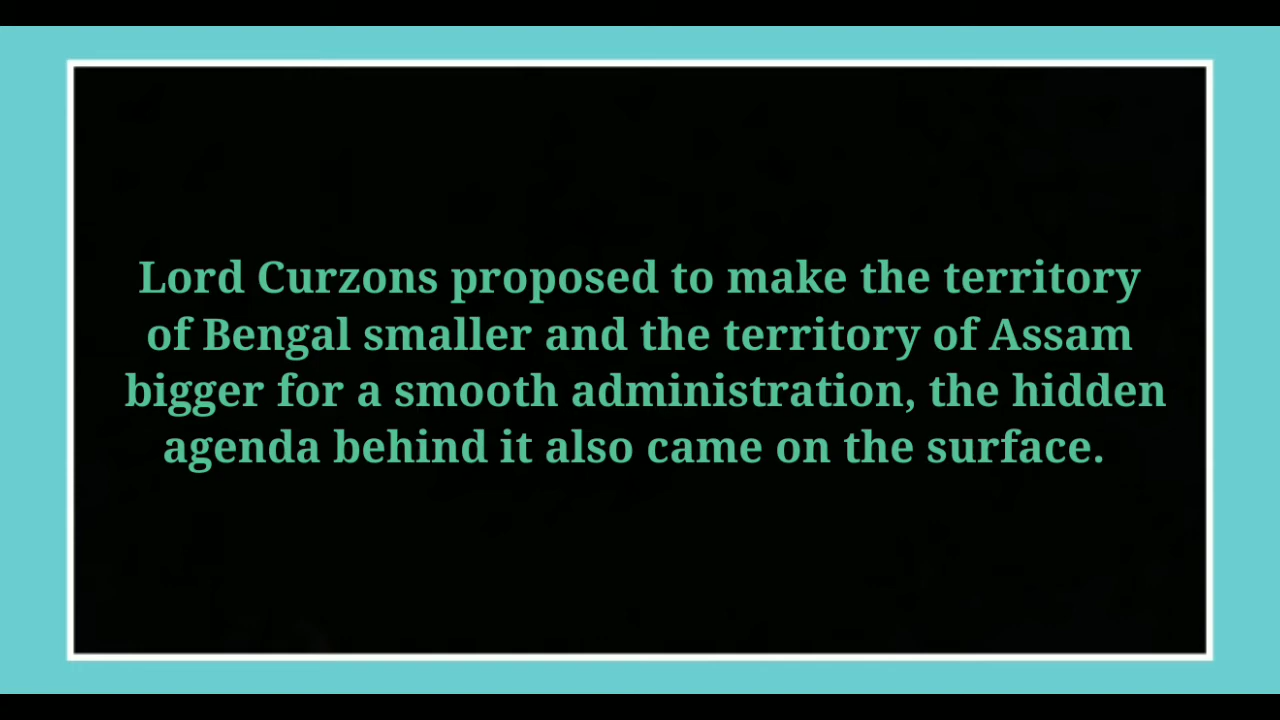 Lord Curzons proposed to make the territory
of Bengal smaller and the territory of Assam
bigger for a smooth administration, the hidden
agenda behind it also came on the surface.